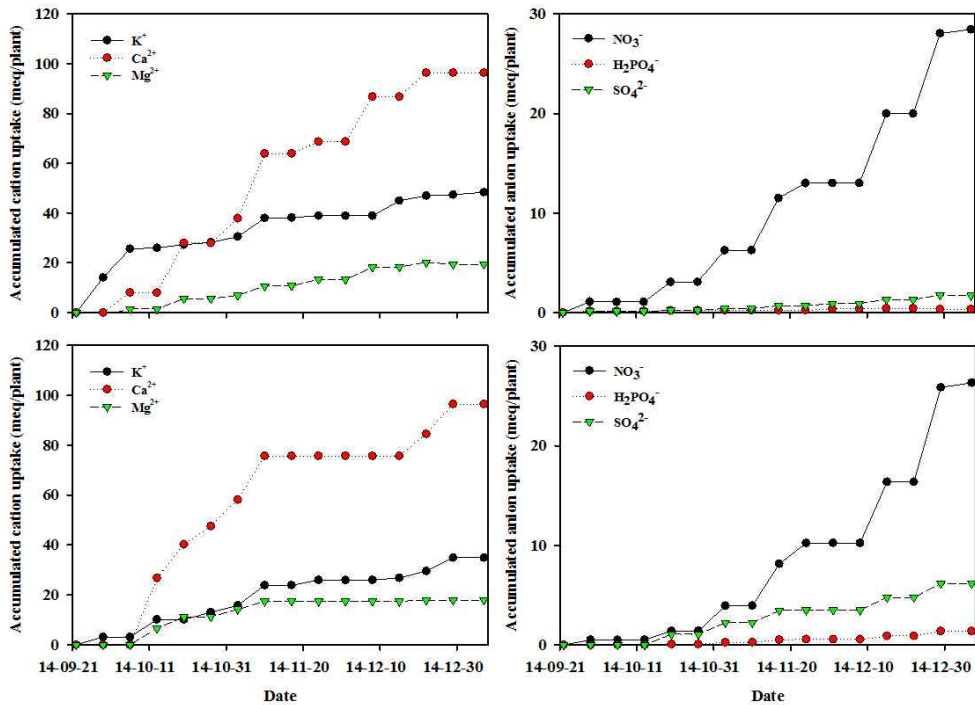 Accumulated cation uptake (meq/plant)
120
100
80
60
40
20
0
K⁺
Ca²⁺
Mg²⁺
Accumulated anion uptake (meq/plant)
30
20
10
0
NO₃⁻
H₂PO₄⁻
SO₄²⁻
Accumulated cation uptake (meq/plant)
120
100
80
60
40
20
0
K⁺
Ca²⁺
Mg²⁺
14-09-21 14-10-11 14-10-31 14-11-20 14-12-10 14-12-30
Date
Accumulated anion uptake (meq/plant)
30
20
10
0
NO₃⁻
H₂PO₄⁻
SO₄²⁻
14-09-21 14-10-11 14-10-31 14-11-20 14-12-10 14-12-30
Date